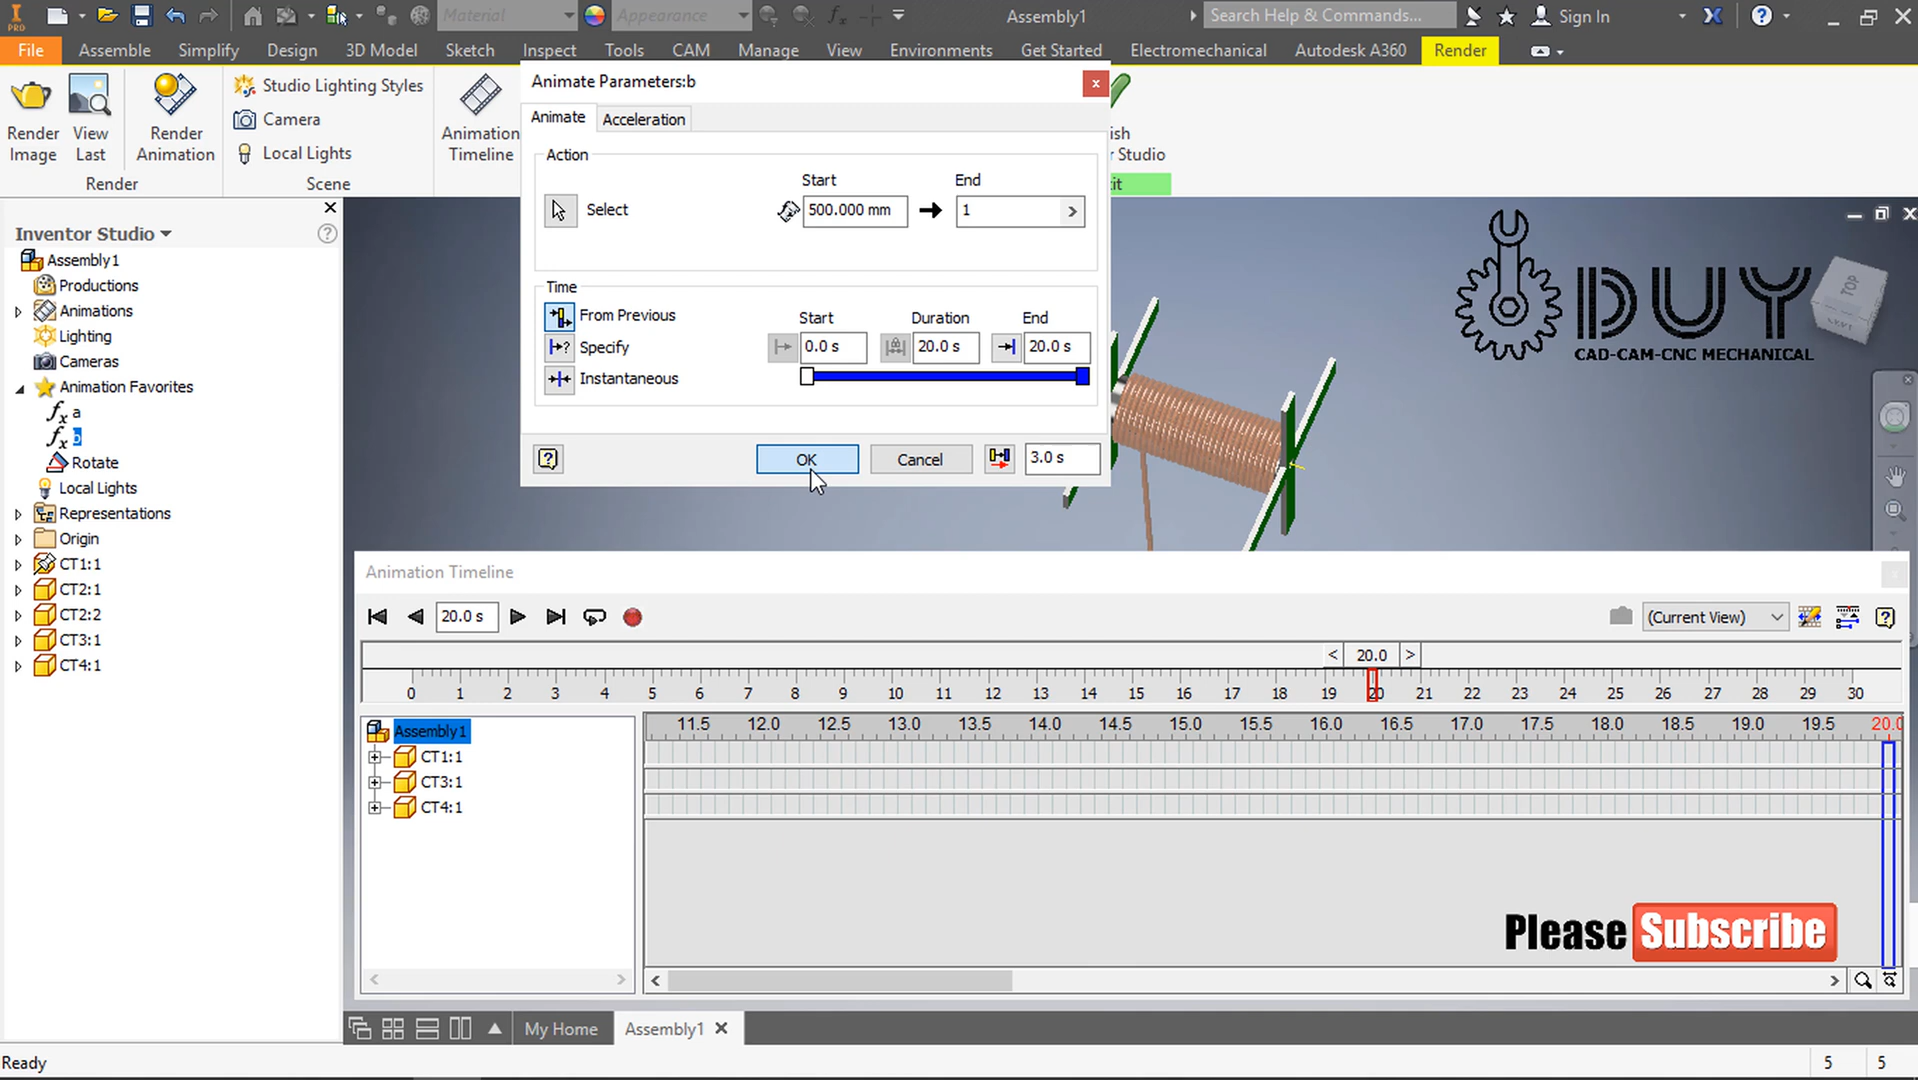 PRO
Material
Appearance
Assembly1
Search Help & Commands...
Sign In
File
Assemble
Simplify
Design
3D Model
Sketch
Inspect
Tools
CAM
Manage
View
Environments
Get Started
Electromechanical
Autodesk A360
Render
Render
Image
View
Last
Render
Animation
Studio Lighting Styles
Camera
Local Lights
Animation
Timeline
Render
Scene
ish
r Studio
it
Animate Parameters:b
Animate
Acceleration
Action
Select
Start
500.000 mm
End
1
Time
From Previous
Specify
Instantaneous
Start
Duration
End
0.0 s
20.0 s
20.0 s
OK
Cancel
3.0 s
Inventor Studio
Assembly1
Productions
Animations
Lighting
Cameras
Animation Favorites
fx a
fx b
Rotate
Local Lights
Representations
Origin
CT1:1
CT2:1
CT2:2
CT3:1
CT4:1
DUY
CAD-CAM-CNC MECHANICAL
TOP
LEFT
Animation Timeline
20.0 s
(Current View)
< 20.0 >
0 1 2 3 4 5 6 7 8 9 10 11 12 13 14 15 16 17 18 19 20 21 22 23 24 25 26 27 28 29 30
11.5 12.0 12.5 13.0 13.5 14.0 14.5 15.0 15.5 16.0 16.5 17.0 17.5 18.0 18.5 19.0 19.5 20.0
Assembly1
CT1:1
CT3:1
CT4:1
Please Subscribe
My Home
Assembly1
Ready
5 5